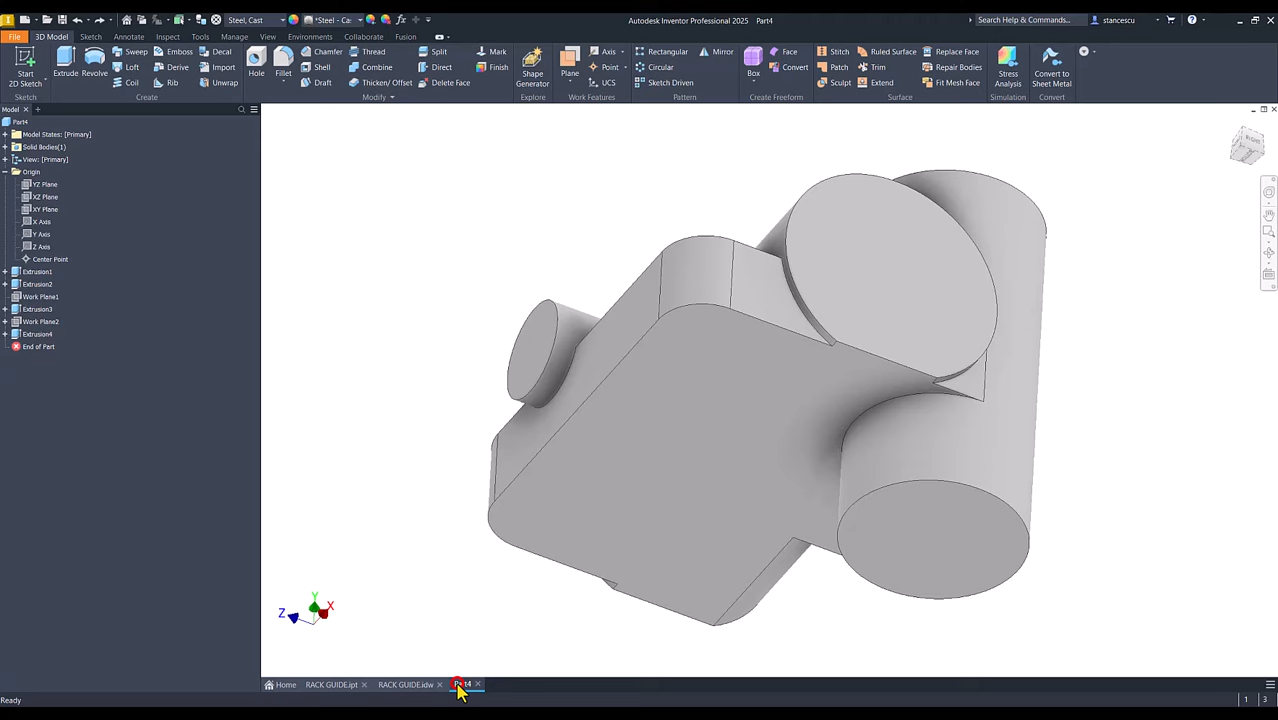 Steel, Cast *Steel - Cas Autodesk Inventor Professional 2025 Part4 Search Help & Commands... stancescu
File 3D Model Sketch Annotate Inspect Tools Manage View Environments Collaborate Fusion
Start 2D Sketch Extrude Revolve Sweep Emboss Decal Hole Fillet Chamfer Thread Split Mark Shape Generator Plane Axis Rectangular Mirror Box Face Stitch Ruled Surface Replace Face Stress Analysis Convert to Sheet Metal
Loft Derive Import Shell Combine Direct Finish Point Circular Convert Patch Trim Repair Bodies
Coil Rib Unwrap Draft Thicken/ Offset Delete Face UCS Sketch Driven Sculpt Extend Fit Mesh Face
Sketch Create Modify Explore Work Features Pattern Create Freeform Surface Simulation Convert
Model
Part4
Model States: [Primary]
Solid Bodies(1)
View: [Primary]
Origin
YZ Plane
XZ Plane
XY Plane
X Axis
Y Axis
Z Axis
Center Point
Extrusion1
Extrusion2
Work Plane1
Extrusion3
Work Plane2
Extrusion4
End of Part
RIGHT
Y
Z X
Home RACK GUIDE.ipt RACK GUIDE.idw Part4
Ready 1 3